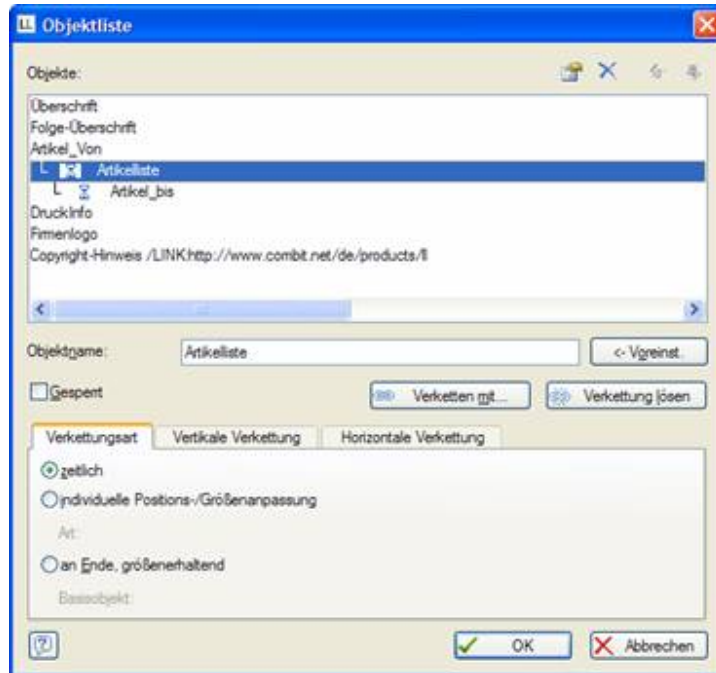 LL Objektliste
Objekte:
Überschrift
Folge-Überschrift
Artikel_Von
Artikelliste
Artikel_bis
DruckInfo
Firmenlogo
Copyright-Hinweis /LINK:http://www.combit.net/de/products/ll
Objektname:
Artikelliste
<- Voreinst.
Gesperrt
Verketten mit...
Verkettung lösen
Verkettungsart
Vertikale Verkettung
Horizontale Verkettung
zeitlich
individuelle Positions-/Größenanpassung
Art:
an Ende, größenerhaltend
Basisobjekt:
?
OK
Abbrechen